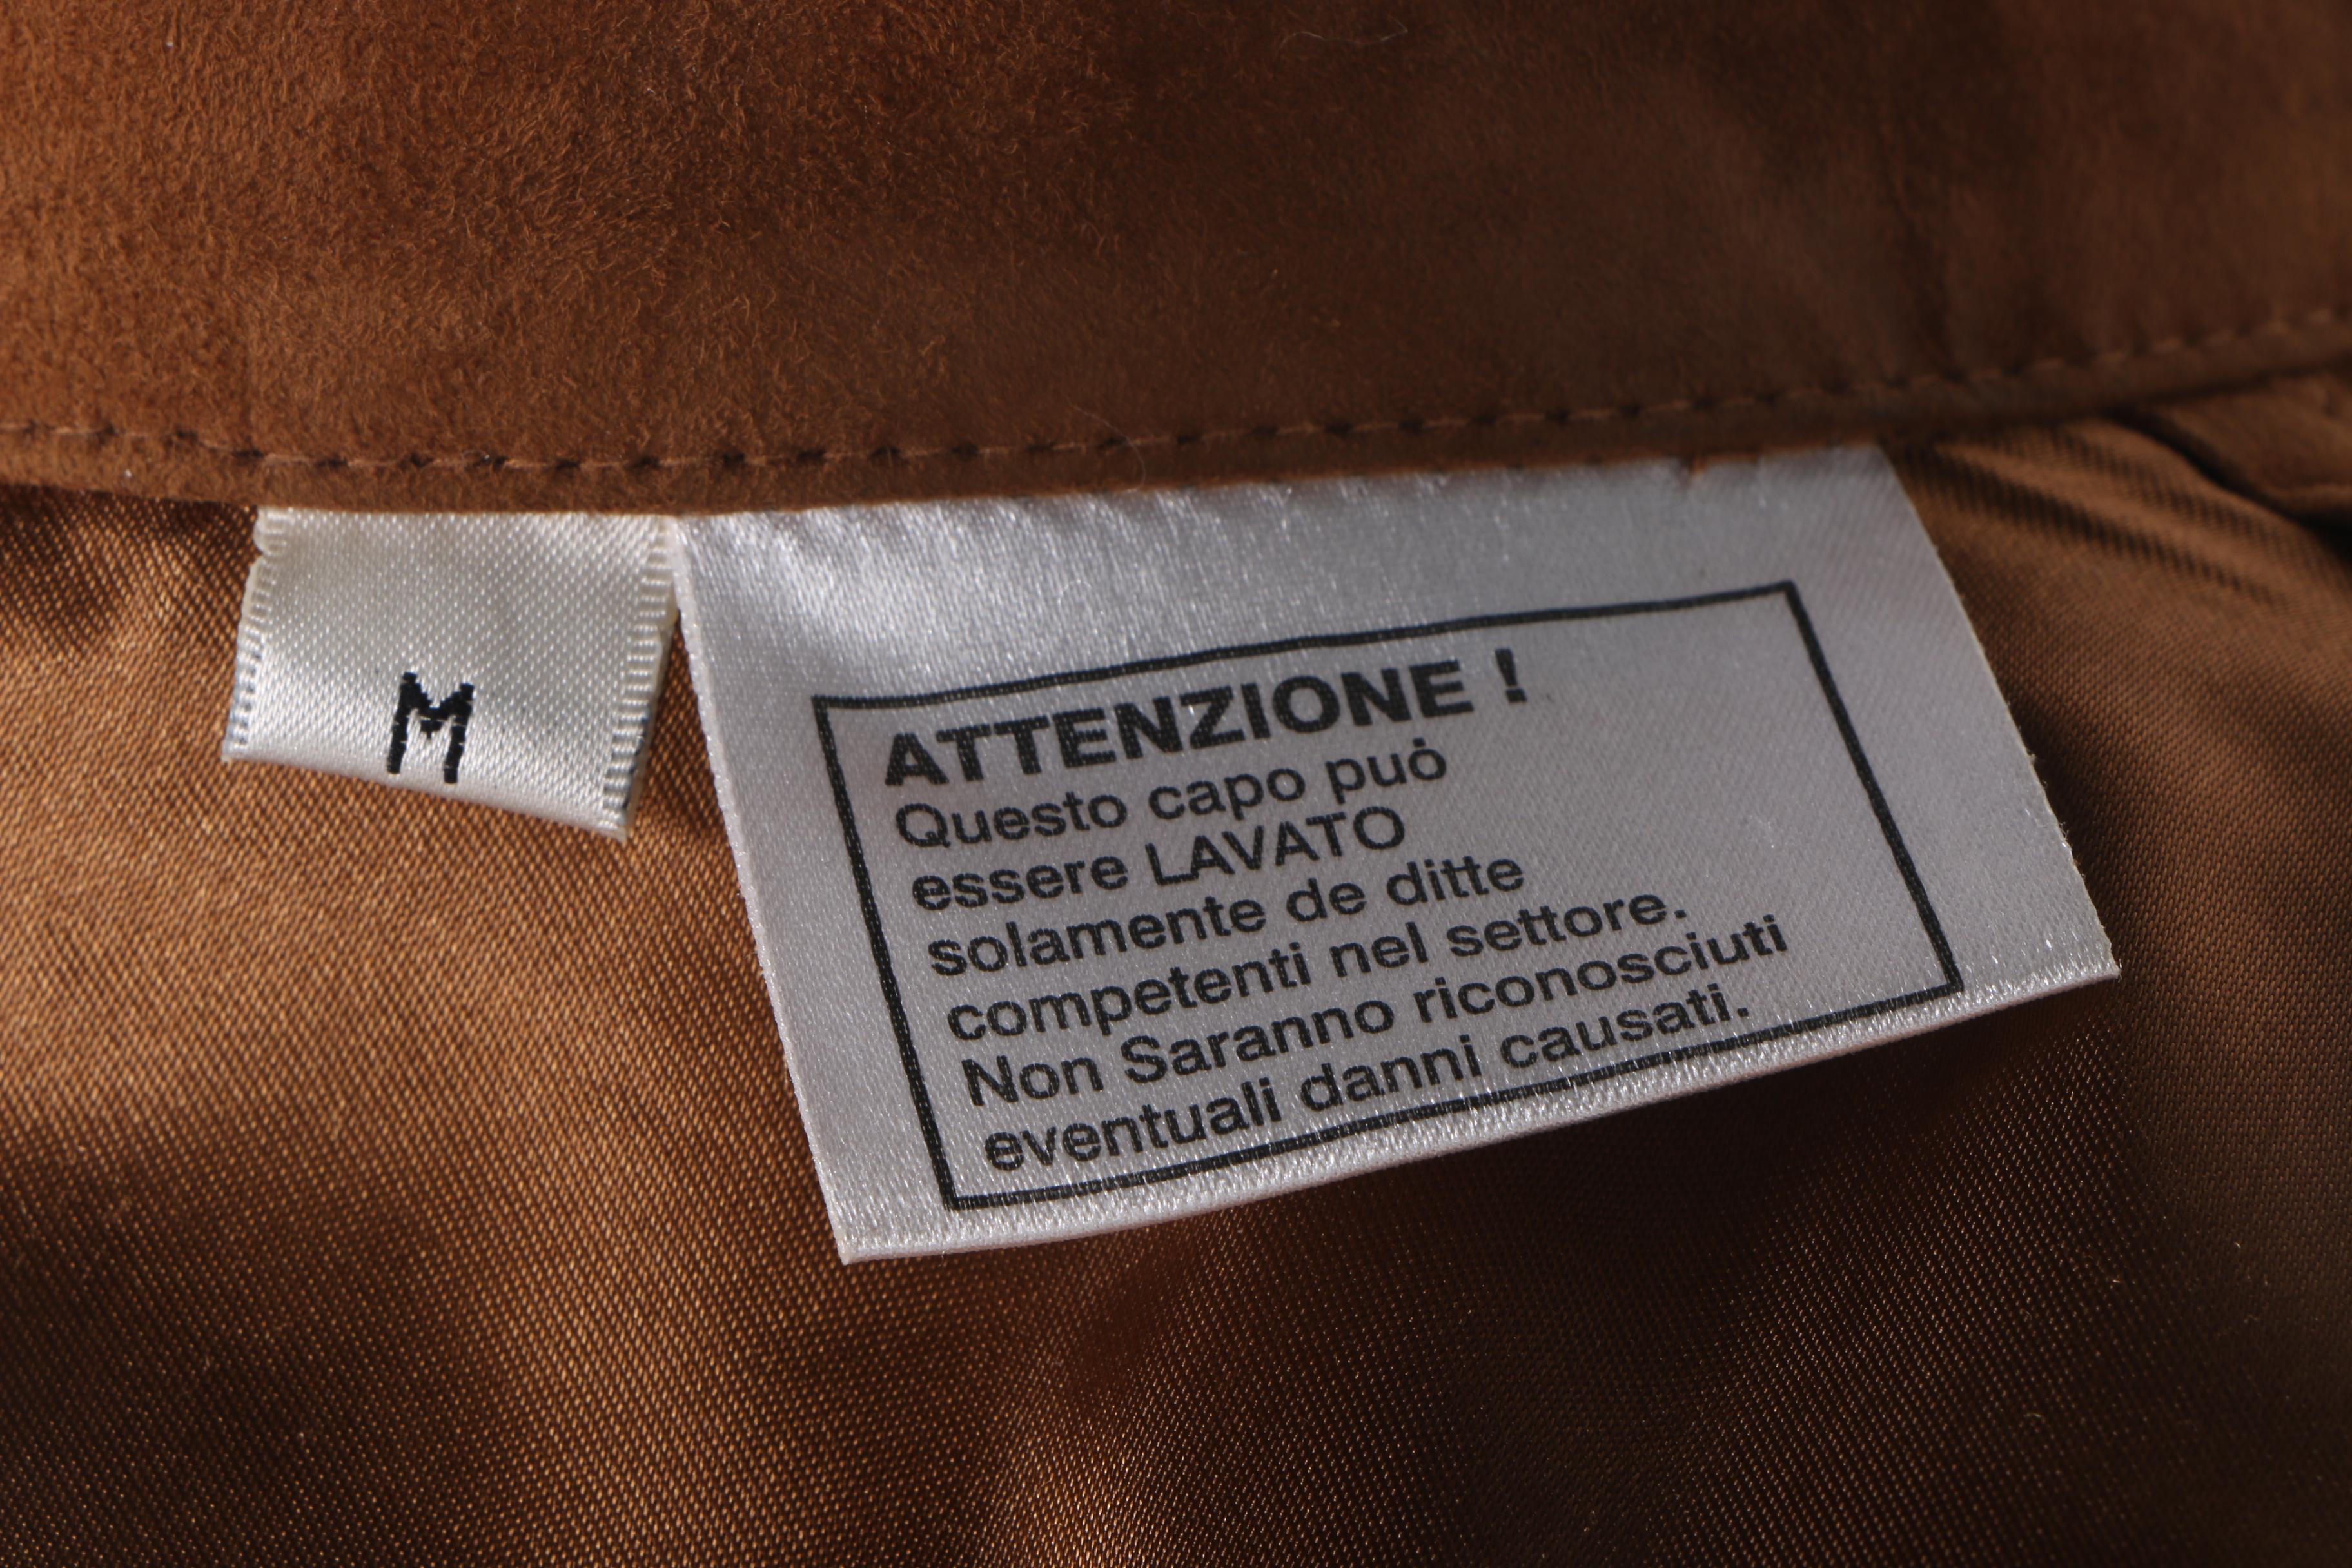 M
ATTENZIONE !
Questo capo può
essere LAVATO
solamente de ditte
competenti nel settore.
Non Saranno riconosciuti
eventuali danni causati.